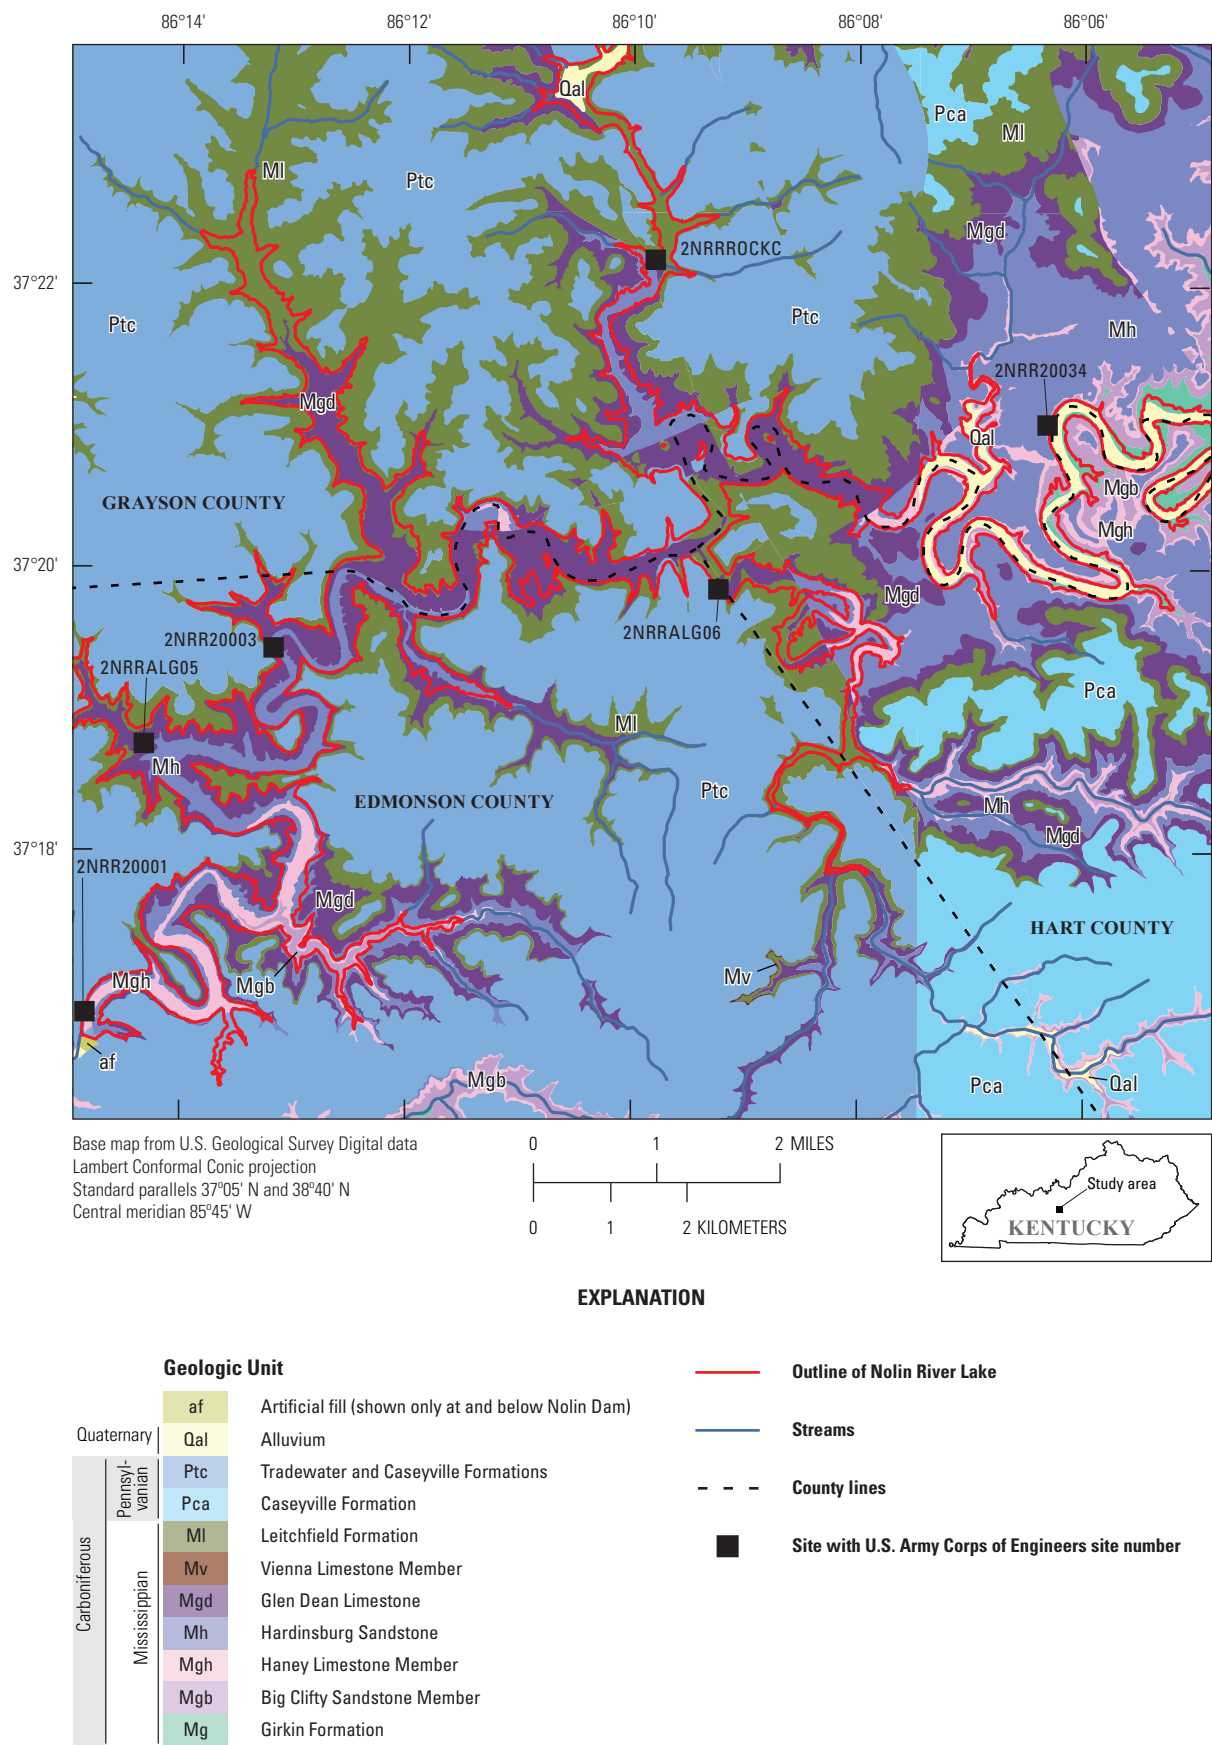 86°14'
86°12'
86°10'
86°08'
86°06'
Qal
Pca
Ml
Ml
Ptc
Mgd
2NRRROCKC
37°22'
Ptc
Ptc
Mh
2NRR20034
Mgd
Qal
Mgb
GRAYSON COUNTY
Mgh
37°20'
Mgd
2NRR20003
2NRRALG06
2NRRALG05
Pca
Ml
Mh
Ptc
EDMONSON COUNTY
Mh
Mgd
37°18'
2NRR20001
Mgd
HART COUNTY
Mgh
Mgb
Mv
af
Mgb
Pca
Qal
Base map from U.S. Geological Survey Digital data
Lambert Conformal Conic projection
Standard parallels 37°05' N and 38°40' N
Central meridian 85°45' W
0 1 2 MILES
0 1 2 KILOMETERS
Study area
KENTUCKY
EXPLANATION
Geologic Unit
af Artificial fill (shown only at and below Nolin Dam)
Quaternary
Qal Alluvium
Carboniferous
Pennsyl-
vanian
Ptc Tradewater and Caseyville Formations
Pca Caseyville Formation
Mississippian
Ml Leitchfield Formation
Mv Vienna Limestone Member
Mgd Glen Dean Limestone
Mh Hardinsburg Sandstone
Mgh Haney Limestone Member
Mgb Big Clifty Sandstone Member
Mg Girkin Formation
Outline of Nolin River Lake
Streams
County lines
Site with U.S. Army Corps of Engineers site number